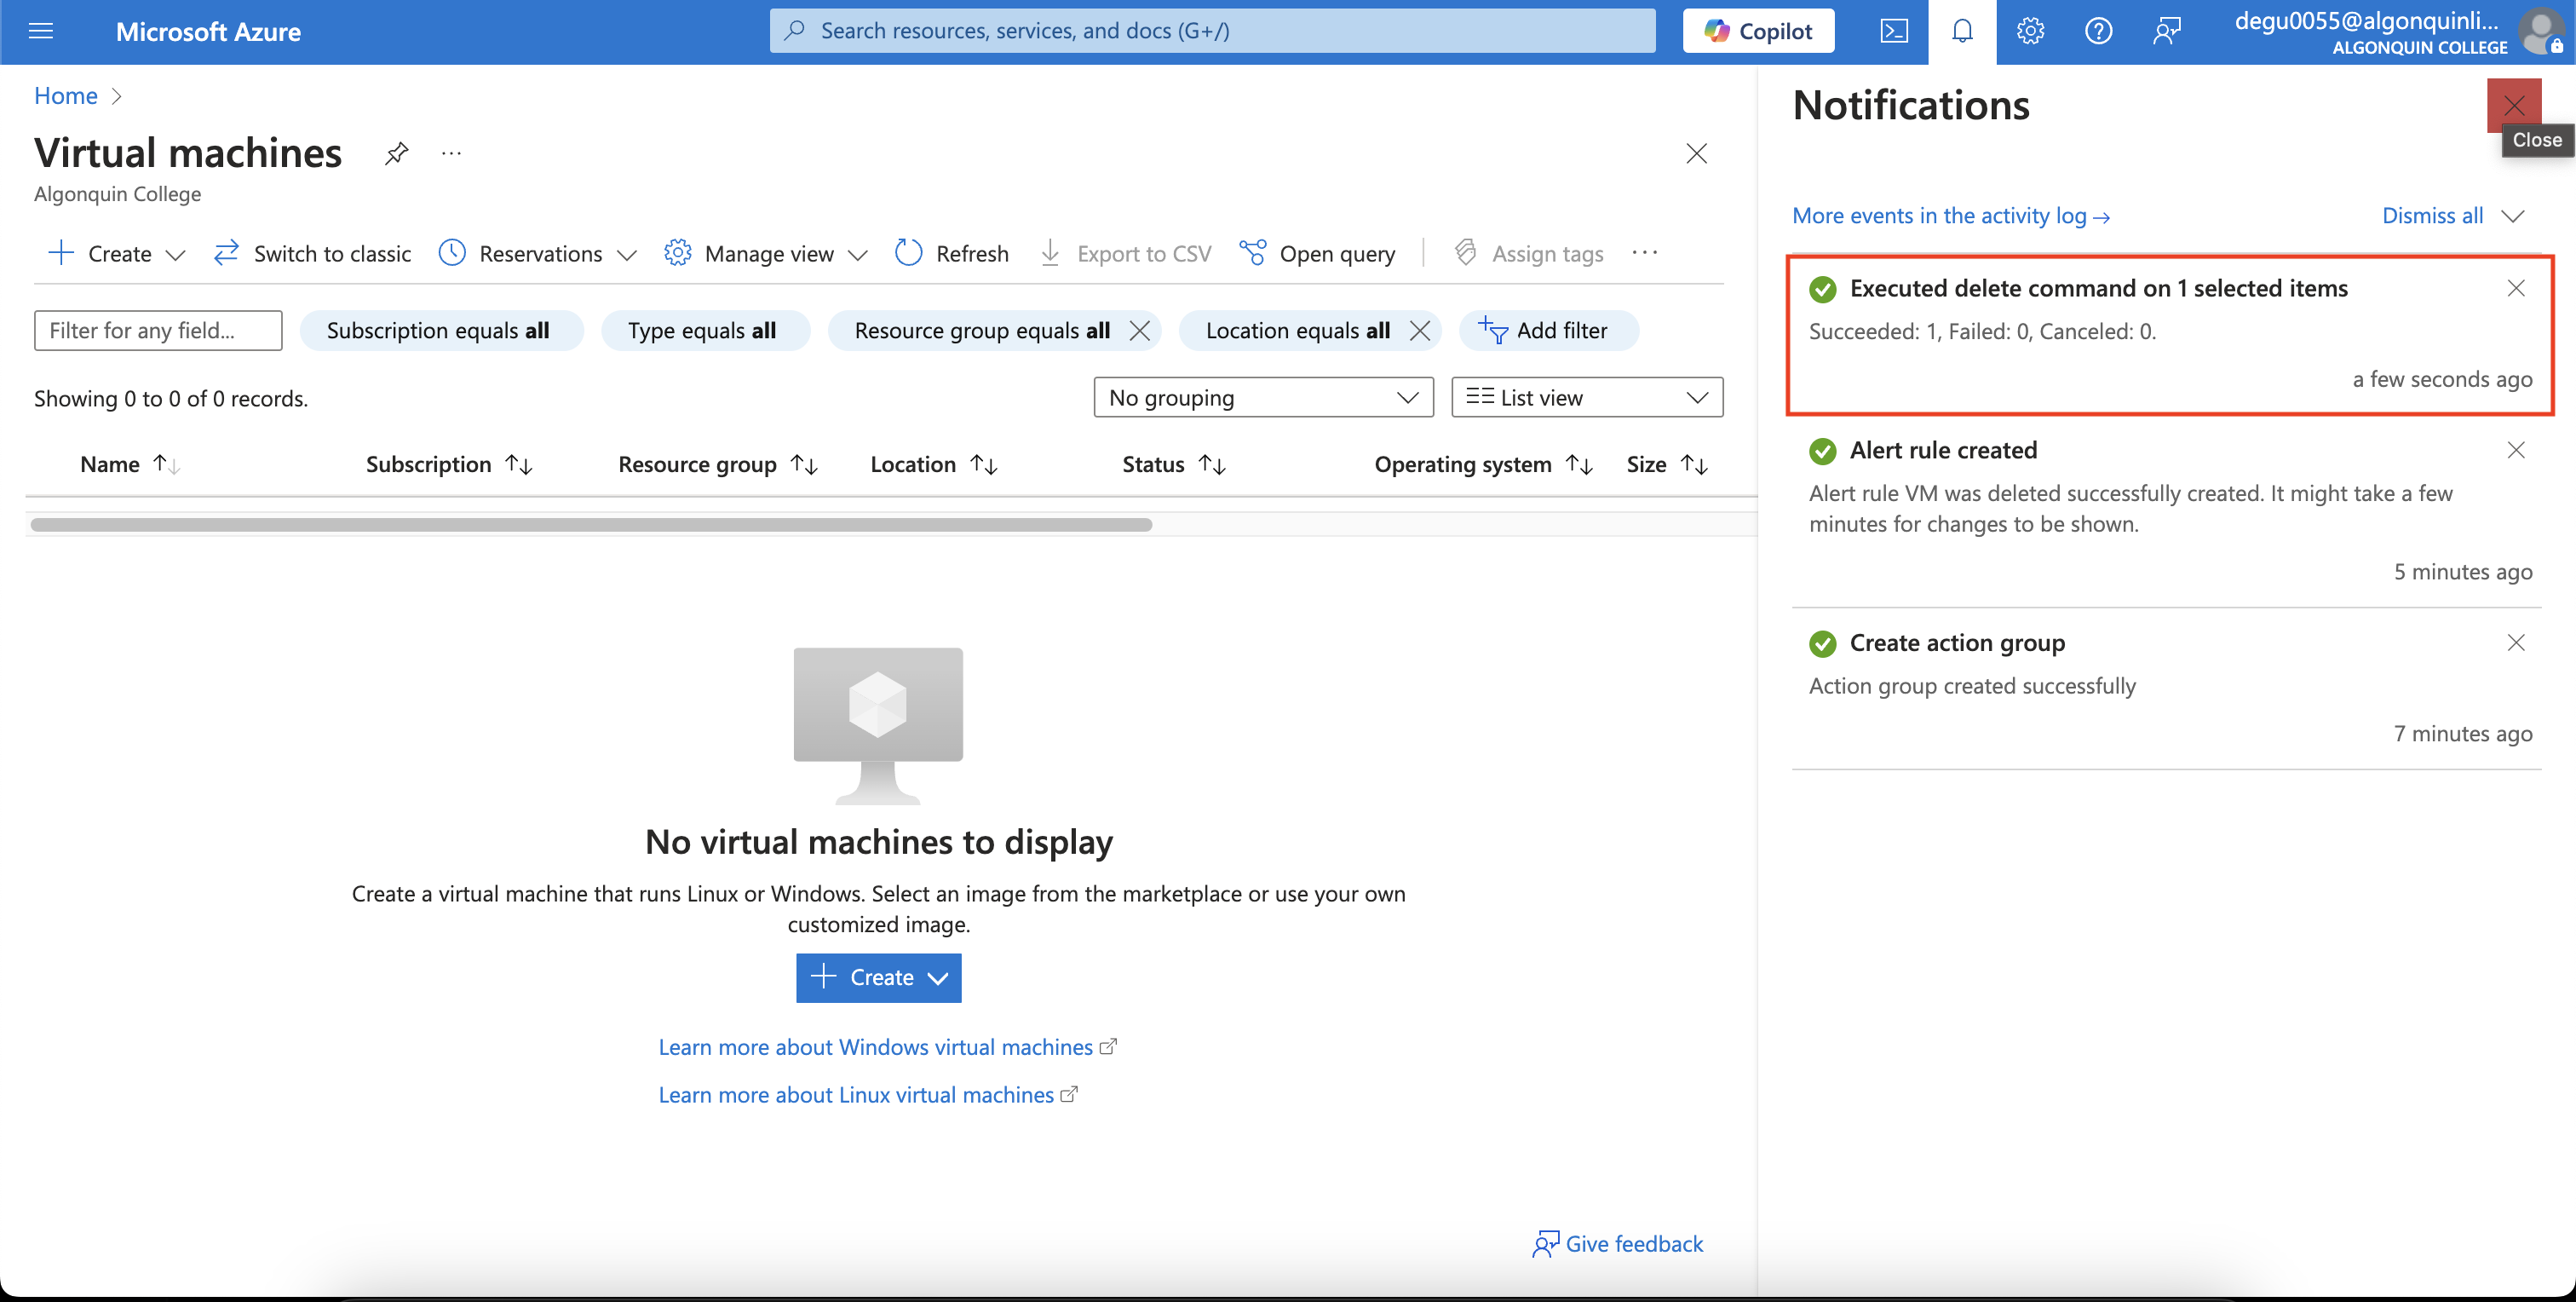 Microsoft Azure
Search resources, services, and docs (G+/)
Copilot
degu0055@algonquinli...
ALGONQUIN COLLEGE
Home
Virtual machines
...
Algonquin College
Create
Switch to classic
Reservations
Manage view
Refresh
Export to CSV
Open query
Assign tags
...
Filter for any field...
Subscription equals all
Type equals all
Resource group equals all
Location equals all
Add filter
Showing 0 to 0 of 0 records.
No grouping
List view
Name
Subscription
Resource group
Location
Status
Operating system
Size
No virtual machines to display
Create a virtual machine that runs Linux or Windows. Select an image from the marketplace or use your own
customized image.
Create
Learn more about Windows virtual machines
Learn more about Linux virtual machines
Give feedback
Notifications
Close
More events in the activity log →
Dismiss all
Executed delete command on 1 selected items
Succeeded: 1, Failed: 0, Canceled: 0.
a few seconds ago
Alert rule created
Alert rule VM was deleted successfully created. It might take a few
minutes for changes to be shown.
5 minutes ago
Create action group
Action group created successfully
7 minutes ago